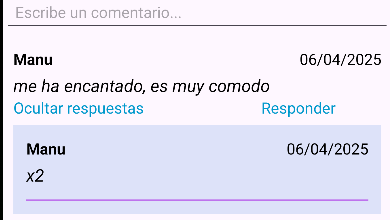 Escribe un comentario...
Manu 06/04/2025
me ha encantado, es muy comodo
Ocultar respuestas Responder
Manu 06/04/2025
x2